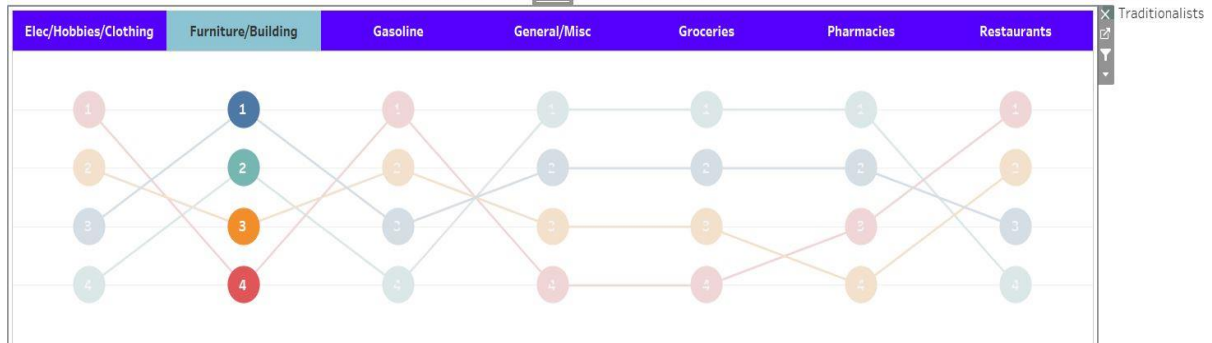 Elec/Hobbies/Clothing Furniture/Building Gasoline General/Misc Groceries Pharmacies Restaurants
Traditionalists
1 1 1 1 1 1 1
2 2 2 2 2 2 2
3 3 3 3 3 3 3
4 4 4 4 4 4 4